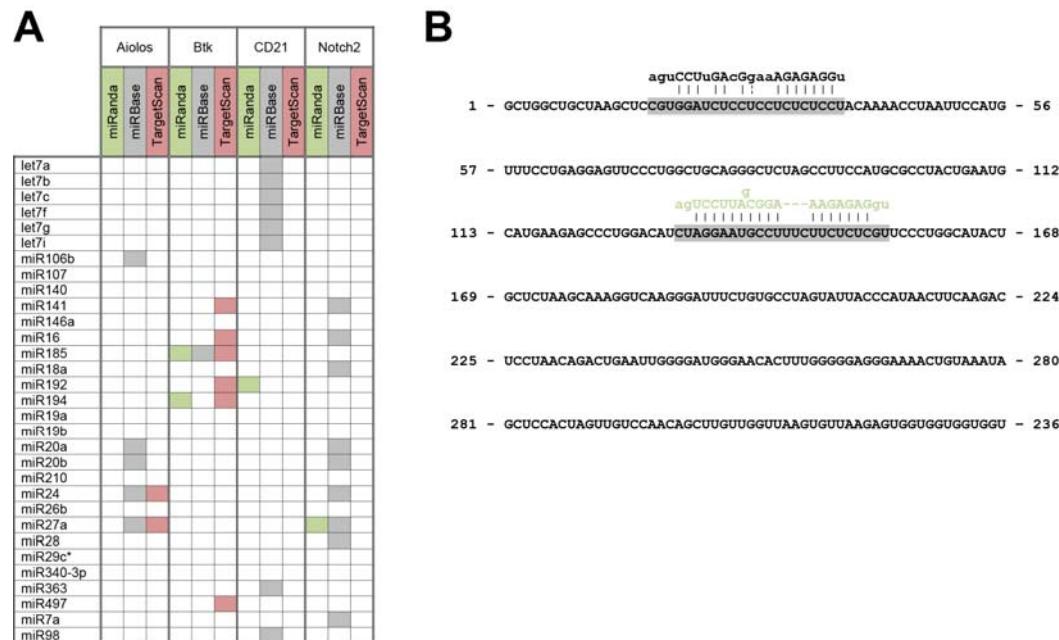 A
Aiolos Btk CD21 Notch2
miRanda miRBase TargetScan miRanda miRBase TargetScan miRanda miRBase TargetScan miRanda miRBase TargetScan
let7a
let7b
let7c
let7f
let7g
let7i
miR106b
miR107
miR140
miR141
miR146a
miR16
miR185
miR18a
miR192
miR194
miR19a
miR19b
miR20a
miR20b
miR210
miR24
miR26b
miR27a
miR28
miR29c*
miR340-3p
miR363
miR497
miR7a
miR98
B
aguCCUuGAcGgaaAGAGAGGu
1 - GCUGGCUGCUAAGCUCCGUGGAUCUCCUCCUCUCUCCUACAAAACCUAAUUCCAUG - 56
57 - UUUCCUGAGGAGUUCCCUGGCUGCAGGGCUCUAGCCUUCCAUGCGCCUACUGAAUG - 112
g
agUCCUUACGGA---AAGAGAGgu
113 - CAUGAAGAGCCCUGGACAUCUAGGAAUGCCUUUCUUCUCUCGUUCCCUGGCAUACU - 168
169 - GCUCUAAGCAAAGGUCAAGGGAUUUCUGUGCCUAGUAUUACCCAUAACUUCAAGAC - 224
225 - UCCUAACAGACUGAAUUGGGGAUGGGAACACUUUGGGGGAGGGAAAACUGUAAAUA - 280
281 - GCUCCACUAGUUGUCCAACAGCUUGUUGGUUAAGUGUUAAGAGUGGUGGUGGUGGU - 236